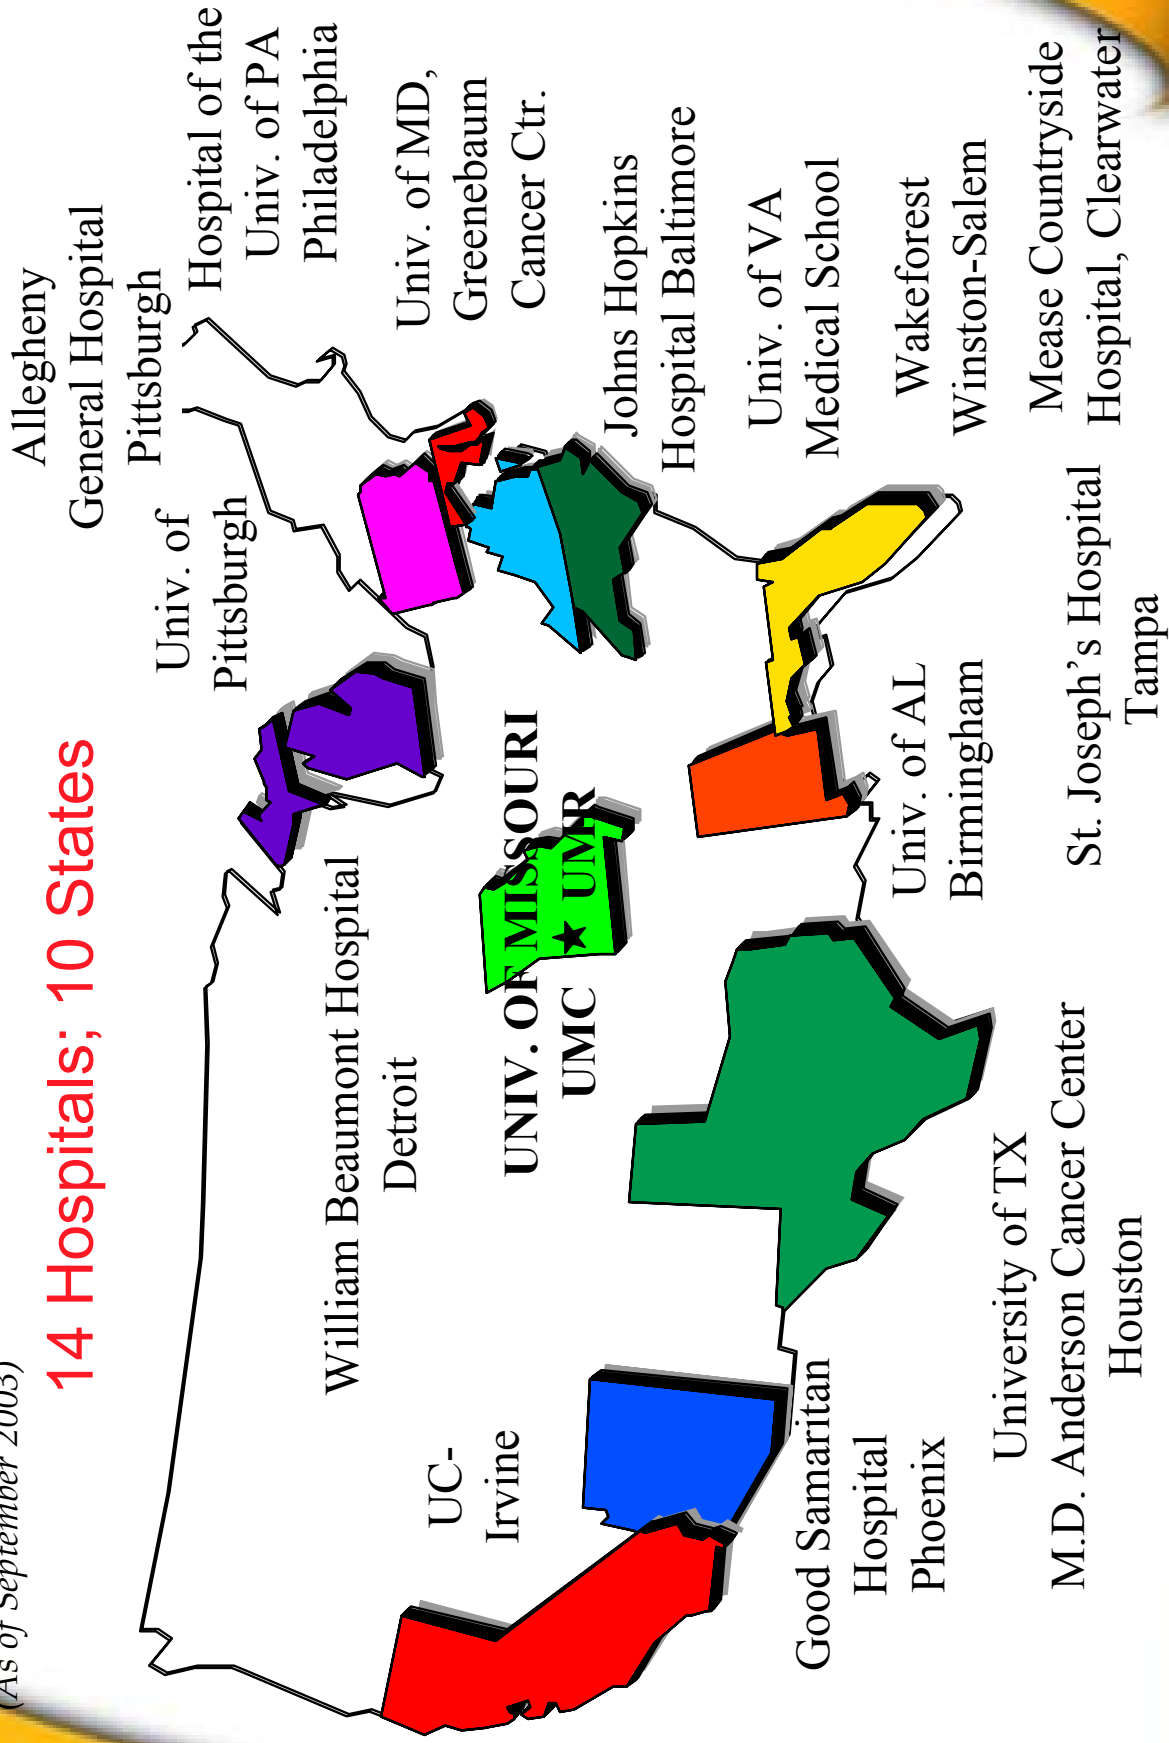 (As of September 2003)
14 Hospitals; 10 States
Allegheny
General Hospital
Pittsburgh
Univ. of
Pittsburgh
Hospital of the
Univ. of PA
Philadelphia
William Beaumont Hospital
Detroit
Univ. of MD,
Greenebaum
Cancer Ctr.
UC-
Irvine
UNIV. OF MISSOURI
UMC ★ UMR
Johns Hopkins
Hospital Baltimore
Univ. of VA
Medical School
Good Samaritan
Hospital
Phoenix
Univ. of AL
Birmingham
Wakeforest
Winston-Salem
University of TX
M.D. Anderson Cancer Center
Houston
Mease Countryside
Hospital, Clearwater
St. Joseph's Hospital
Tampa